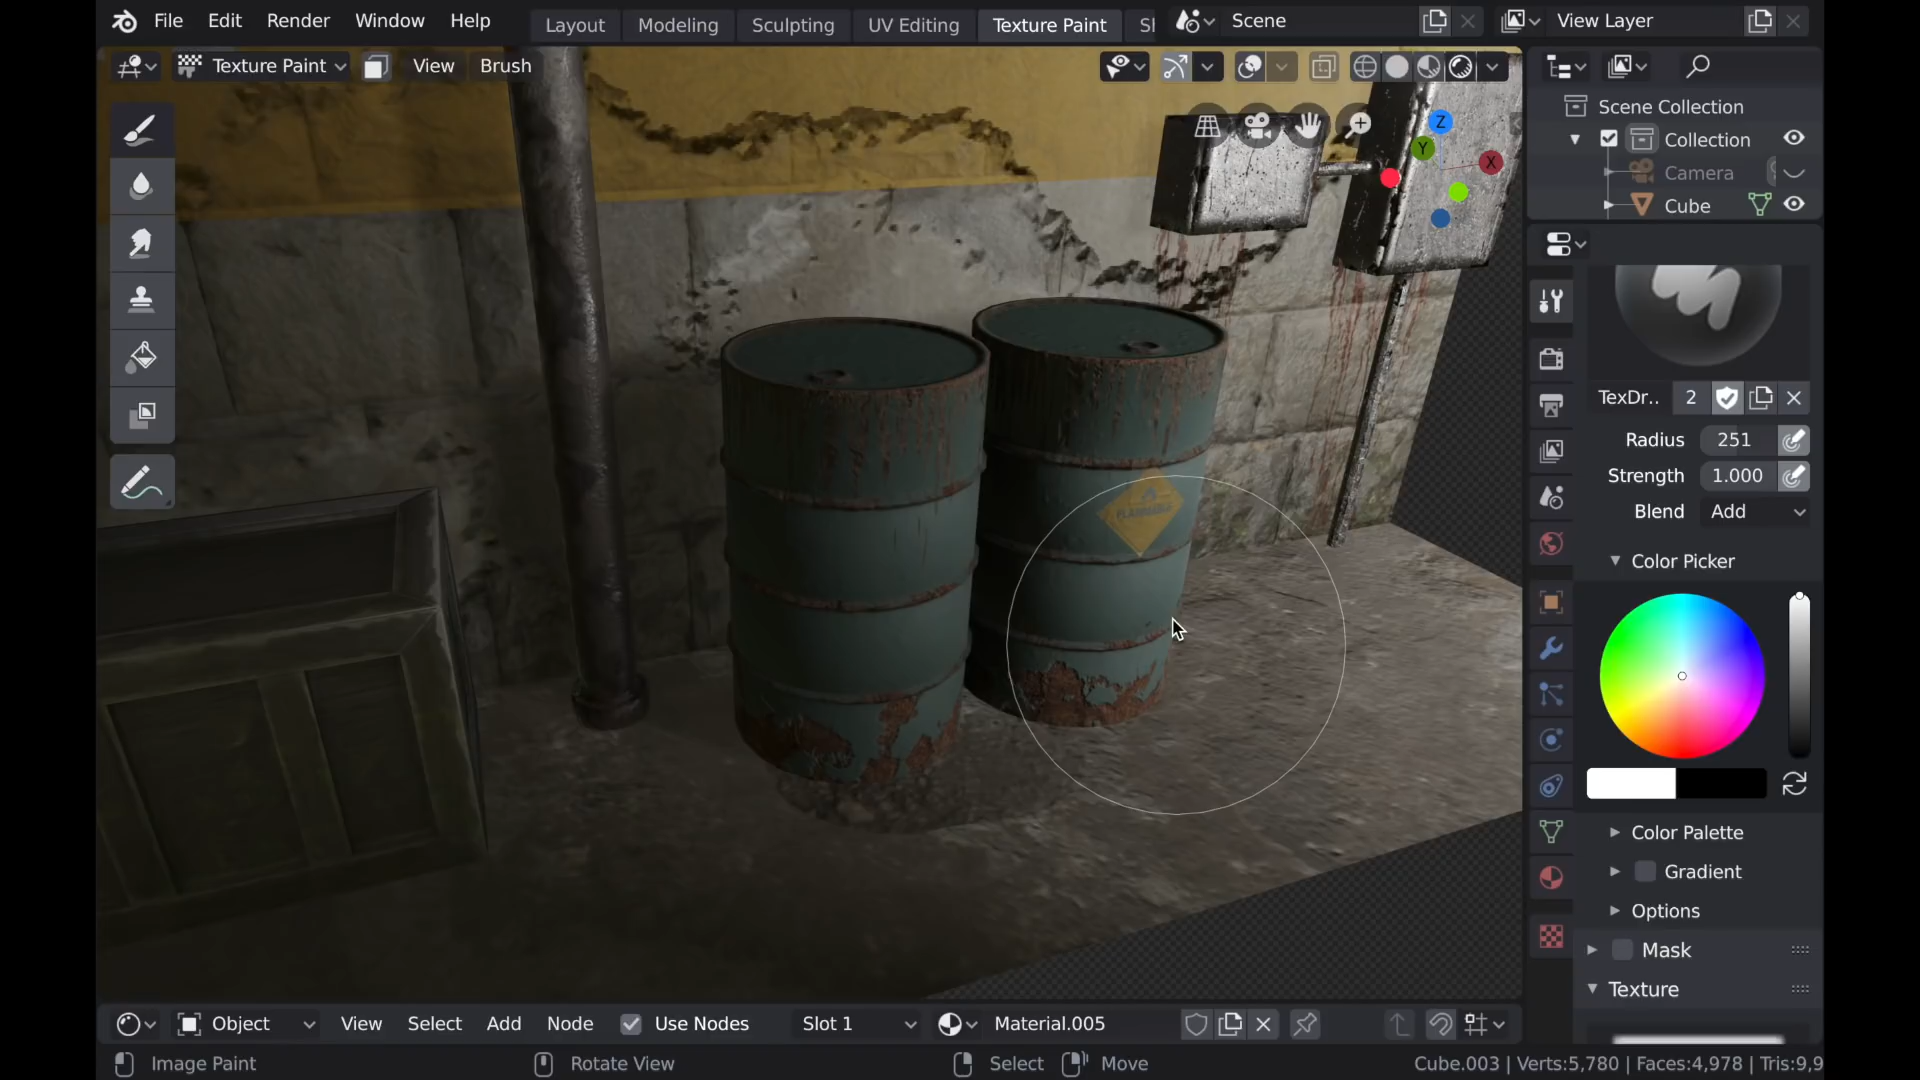 File Edit Render Window Help Layout Modeling Sculpting UV Editing Texture Paint Scene View Layer
Texture Paint View Brush
Scene Collection
Collection
Camera
Cube
Z
Y
X
TexDr.. 2
Radius 251
Strength 1.000
Blend Add
FLAMMABLE
Color Picker
Color Palette
Gradient
Options
Mask
Texture
Object View Select Add Node Use Nodes Slot 1 Material.005
Image Paint Rotate View Select Move Cube.003 | Verts:5,780 | Faces:4,978 | Tris:9,9